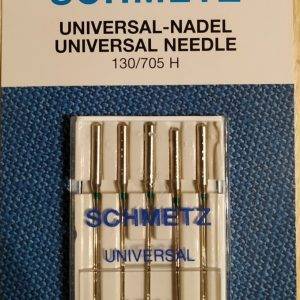 SCHMETZ
UNIVERSAL-NADEL
UNIVERSAL NEEDLE
130/705 H
SCHMETZ
UNIVERSAL